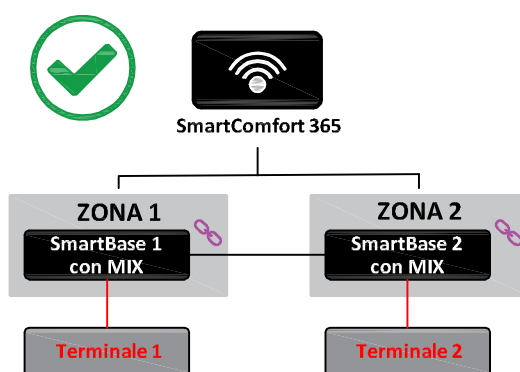 SmartComfort 365
ZONA 1
SmartBase 1
con MIX
Terminale 1
ZONA 2
SmartBase 2
con MIX
Terminale 2